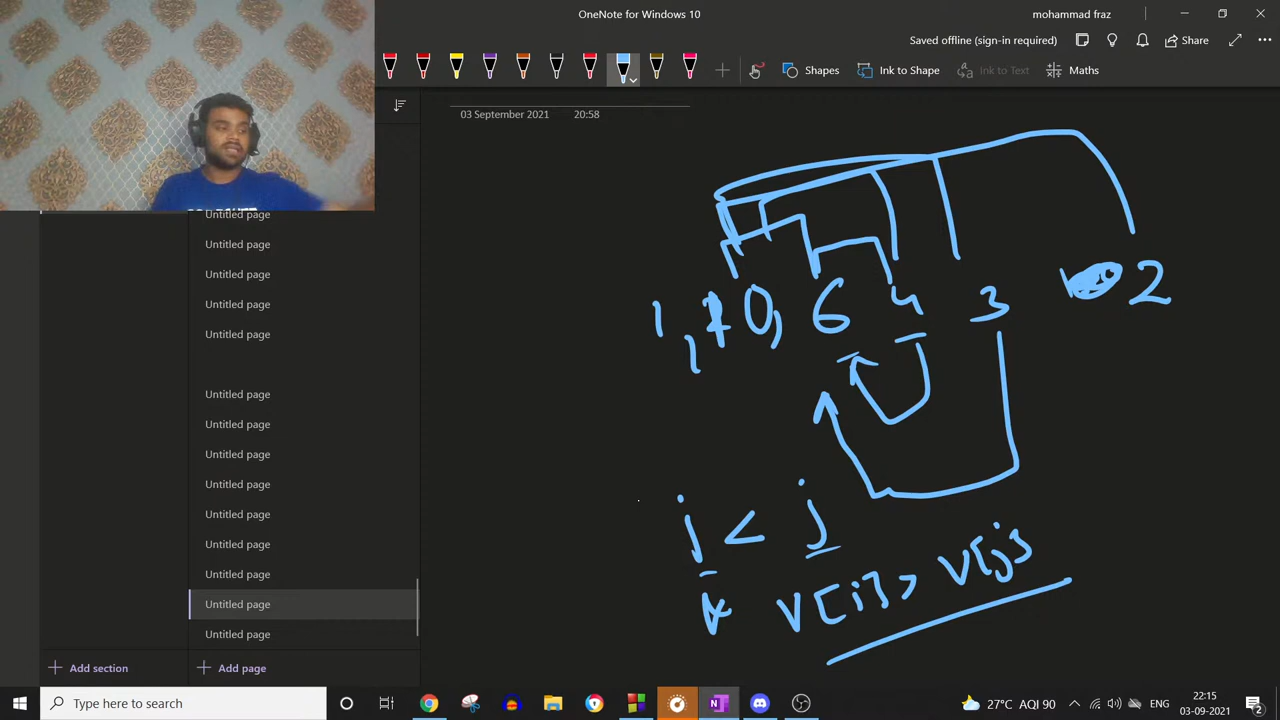 OneNote for Windows 10
mohammad fraz
Saved offline (sign-in required)
Share
Shapes
Ink to Shape
Ink to Text
Maths
03 September 2021 20:58
Untitled page
Untitled page
Untitled page
Untitled page
Untitled page
Untitled page
Untitled page
Untitled page
Untitled page
Untitled page
Untitled page
Untitled page
Untitled page
Untitled page
1, 10, 6 4 3 2
i < j
& v[i] > v[j]
Add section
Add page
Type here to search
27°C AQI 90
ENG
22:15
03-09-2021
2